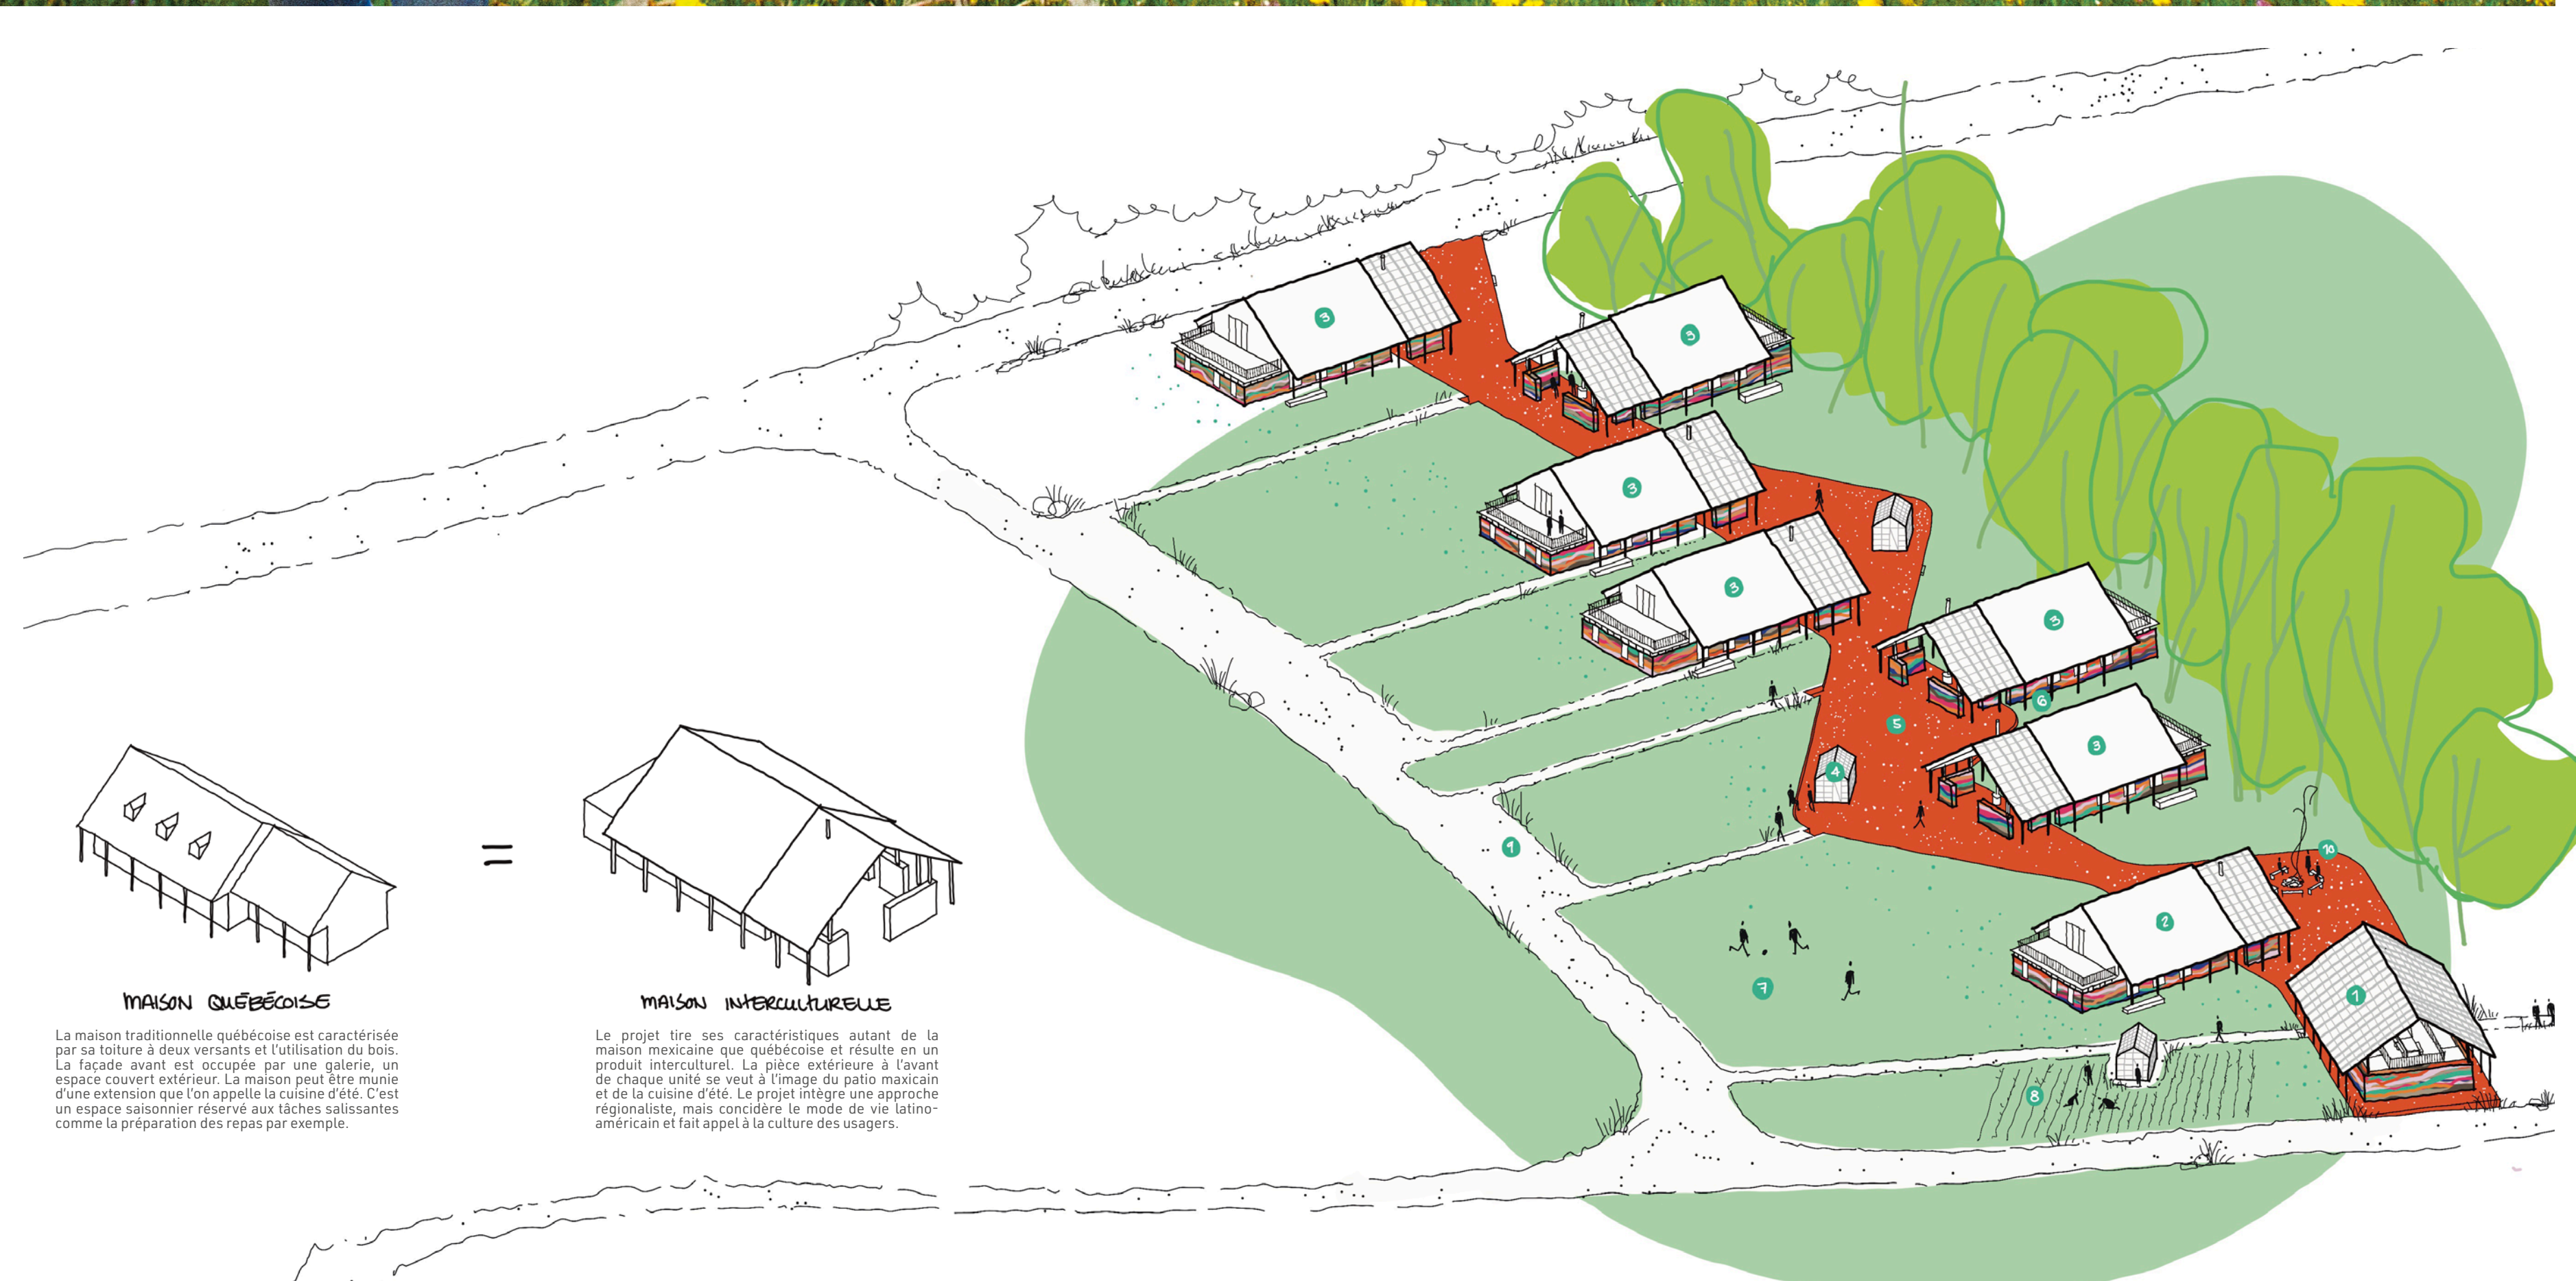 3
3
3
3
3
6
3
5
4
9
10
2
7
1
8
=
MAISON QUÉBÉCOISE
La maison traditionnelle québécoise est caractérisée
par sa toiture à deux versants et l'utilisation du bois.
La façade avant est occupée par une galerie, un
espace couvert extérieur. La maison peut être munie
d'une extension que l'on appelle la cuisine d'été. C'est
un espace saisonnier réservé aux tâches salissantes
comme la préparation des repas par exemple.
MAISON INTERCULTURELLE
Le projet tire ses caractéristiques autant de la
maison mexicaine que québécoise et résulte en un
produit interculturel. La pièce extérieure à l'avant
de chaque unité se veut à l'image du patio maxicain
et de la cuisine d'été. Le projet intègre une approche
régionaliste, mais concidère le mode de vie latino-
américain et fait appel à la culture des usagers.